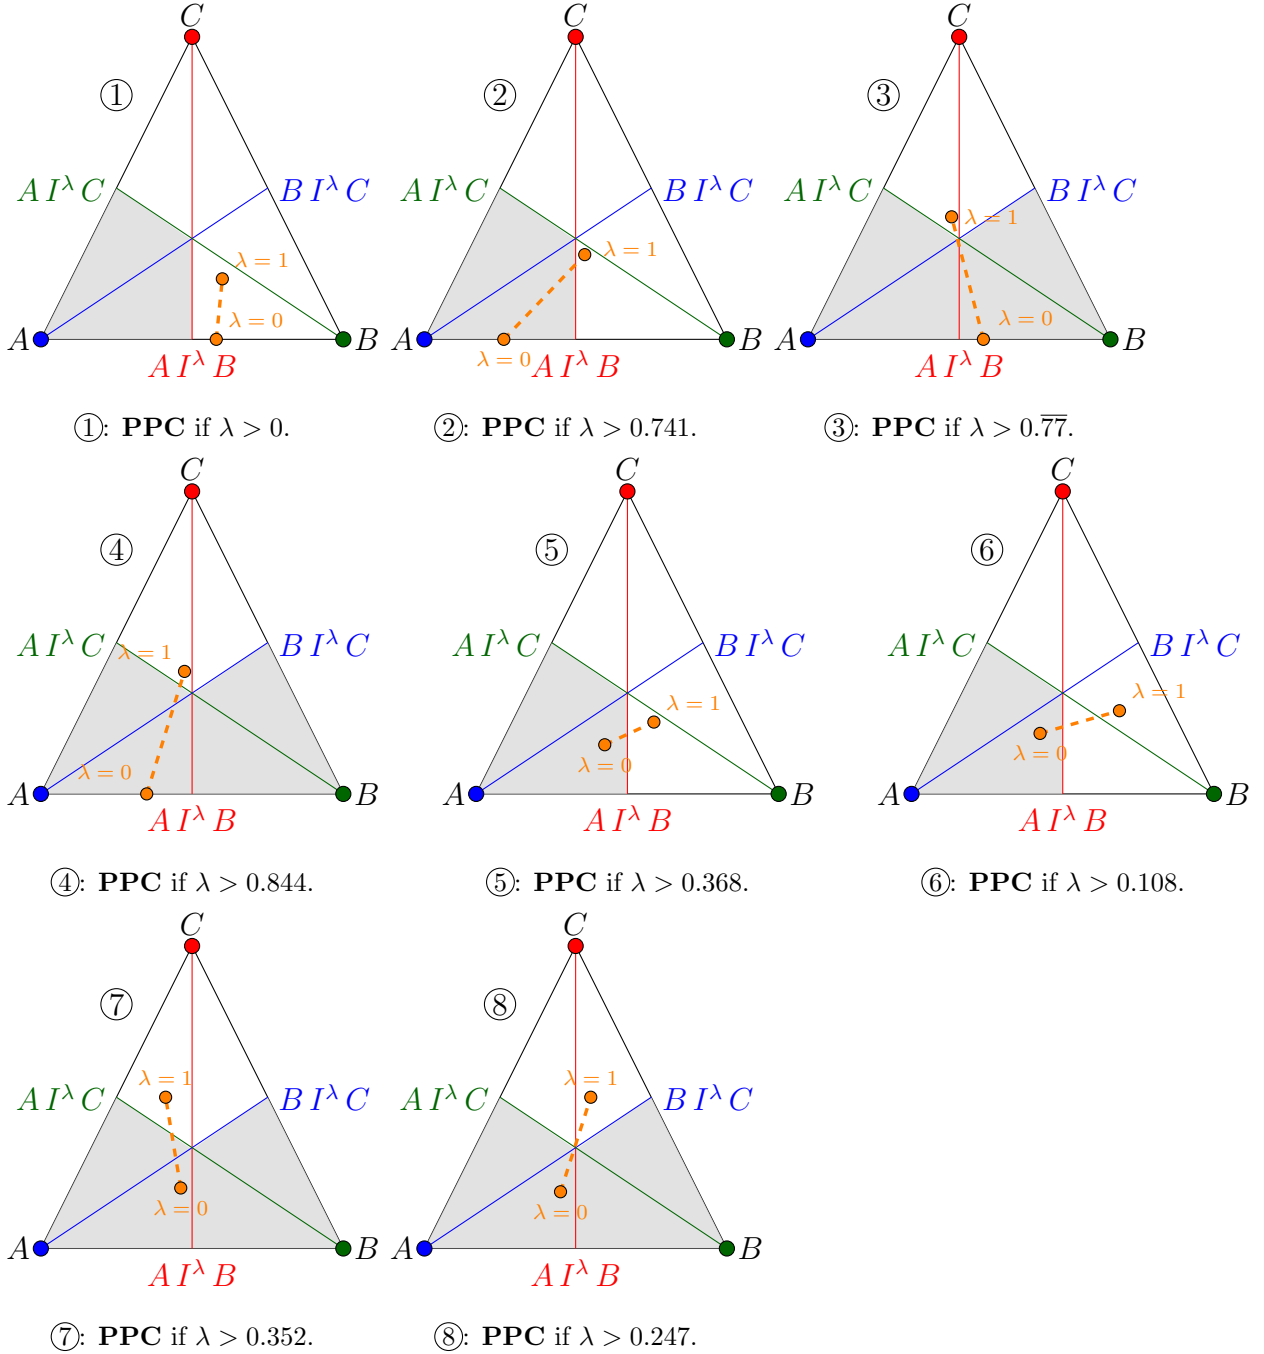 C C C
① ② ③
A I^λ C B I^λ C A I^λ C B I^λ C A I^λ C B I^λ C
λ = 1 λ = 1 λ = 1
λ = 0 λ = 0 λ = 0
A B A B A B
A I^λ B A I^λ B A I^λ B
①: PPC if λ > 0. ②: PPC if λ > 0.741. ③: PPC if λ > 0.7̅7̅.
C C C
④ ⑤ ⑥
A I^λ C B I^λ C A I^λ C B I^λ C A I^λ C B I^λ C
λ = 1 λ = 1 λ = 1
λ = 0 λ = 0 λ = 0
A B A B A B
A I^λ B A I^λ B A I^λ B
④: PPC if λ > 0.844. ⑤: PPC if λ > 0.368. ⑥: PPC if λ > 0.108.
C C
⑦ ⑧
λ = 1 λ = 1
A I^λ C B I^λ C A I^λ C B I^λ C
λ = 0 λ = 0
A B A B
A I^λ B A I^λ B
⑦: PPC if λ > 0.352. ⑧: PPC if λ > 0.247.